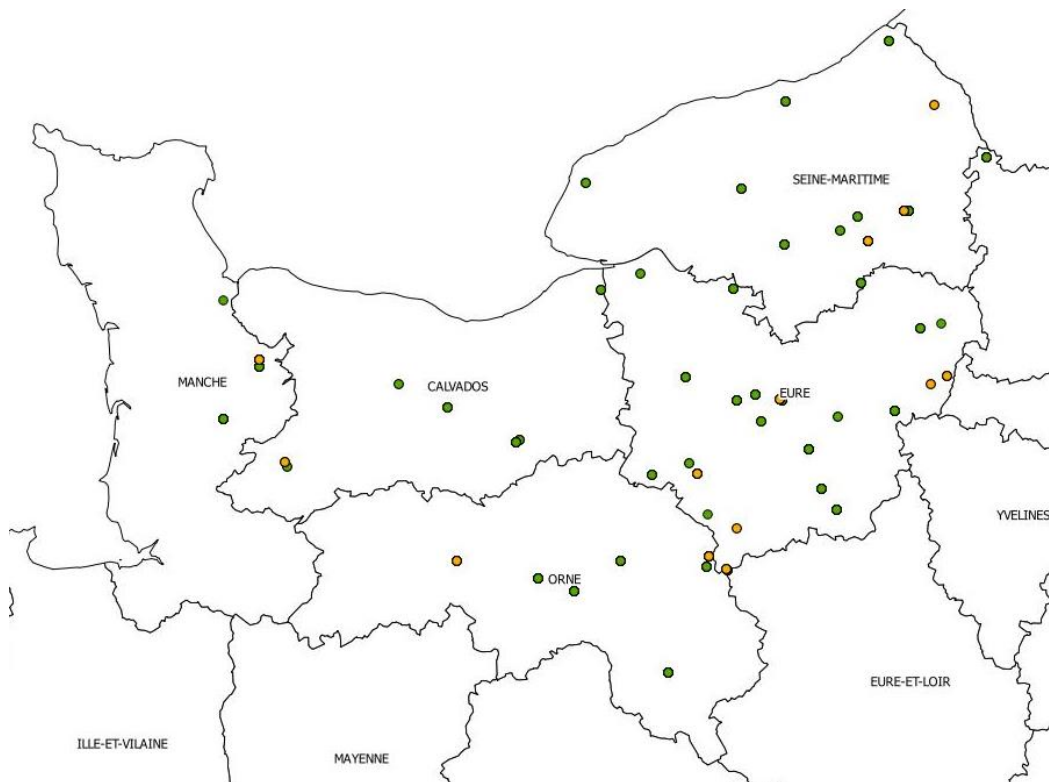 SEINE-MARITIME
MANCHE
CALVADOS
EURE
YVELINES
ORNE
EURE-ET-LOIR
ILLE-ET-VILAINE
MAYENNE